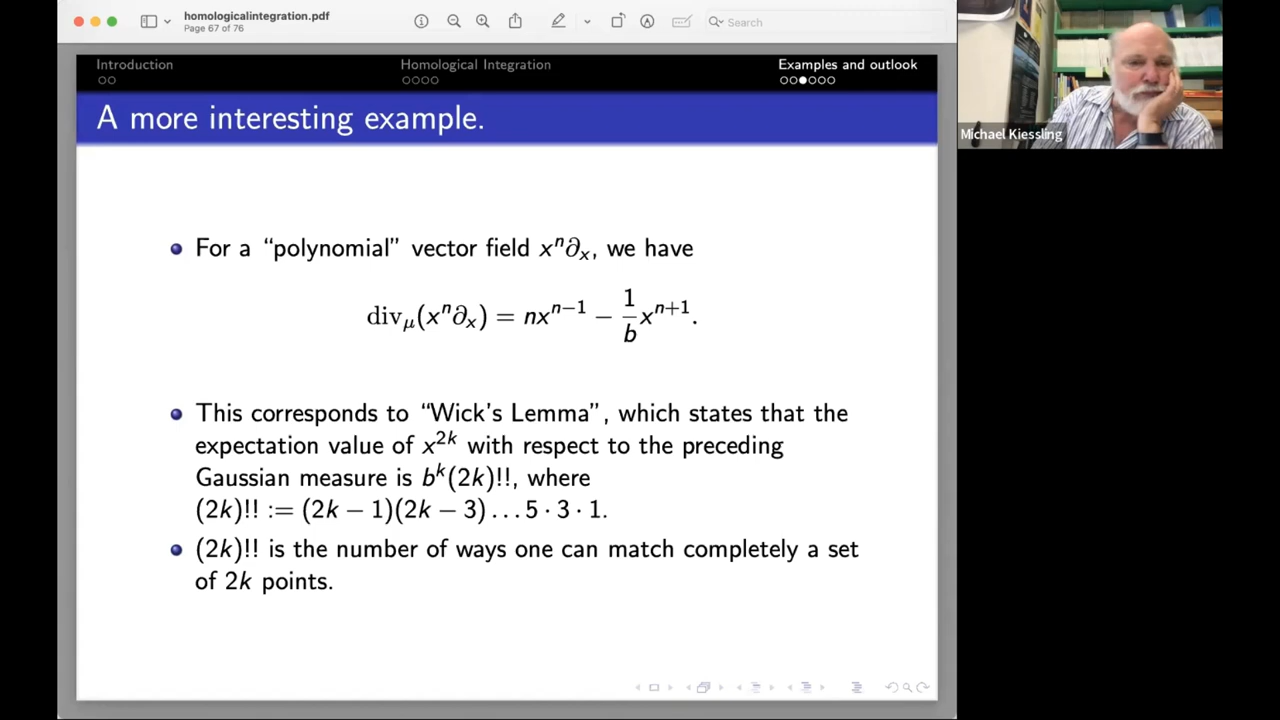 homologicalintegration.pdf
Page 67 of 76
Search
Introduction
Homological Integration
Examples and outlook
A more interesting example.
For a “polynomial” vector field xⁿ∂ₓ, we have
div_μ(xⁿ∂ₓ) = nxⁿ⁻¹ − 1/b xⁿ⁺¹.
This corresponds to “Wick’s Lemma”, which states that the
expectation value of x²ᵏ with respect to the preceding
Gaussian measure is bᵏ(2k)!!, where
(2k)!! := (2k − 1)(2k − 3) . . . 5 · 3 · 1.
(2k)!! is the number of ways one can match completely a set
of 2k points.
Michael Kiessling